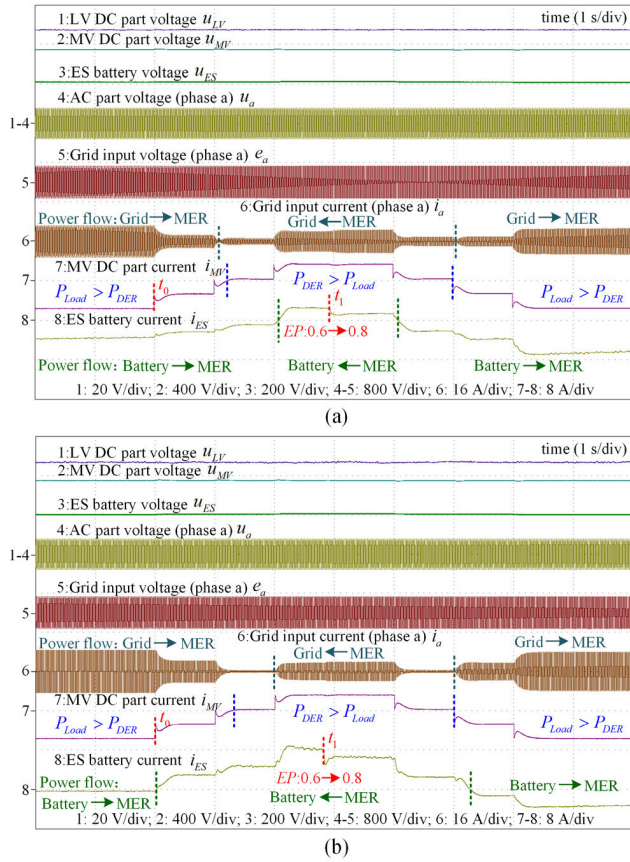 1:LV DC part voltage u_LV
time (1 s/div)
2:MV DC part voltage u_MV
3:ES battery voltage u_ES
4:AC part voltage (phase a) u_a
1-4
5:Grid input voltage (phase a) e_a
5
6:Grid input current (phase a) i_a
Power flow: Grid → MER
Grid ← MER
Grid → MER
6
7:MV DC part current i_MV
7
P_Load > P_DER
t_0
P_DER > P_Load
P_Load > P_DER
8:ES battery current i_ES
t_1
8
EP:0.6 → 0.8
Power flow: Battery → MER
Battery ← MER
Battery → MER
1: 20 V/div; 2: 400 V/div; 3: 200 V/div; 4-5: 800 V/div; 6: 16 A/div; 7-8: 8 A/div
(a)
1:LV DC part voltage u_LV
time (1 s/div)
2:MV DC part voltage u_MV
3:ES battery voltage u_ES
4:AC part voltage (phase a) u_a
1-4
5:Grid input voltage (phase a) e_a
5
6:Grid input current (phase a) i_a
Power flow: Grid → MER
Grid ← MER
Grid → MER
6
7:MV DC part current i_MV
7
P_Load > P_DER
t_0
P_DER > P_Load
P_Load > P_DER
8:ES battery current i_ES
t_1
EP:0.6 → 0.8
Power flow:
8
Battery → MER
Battery ← MER
Battery → MER
1: 20 V/div; 2: 400 V/div; 3: 200 V/div; 4-5: 800 V/div; 6: 16 A/div; 7-8: 8 A/div
(b)